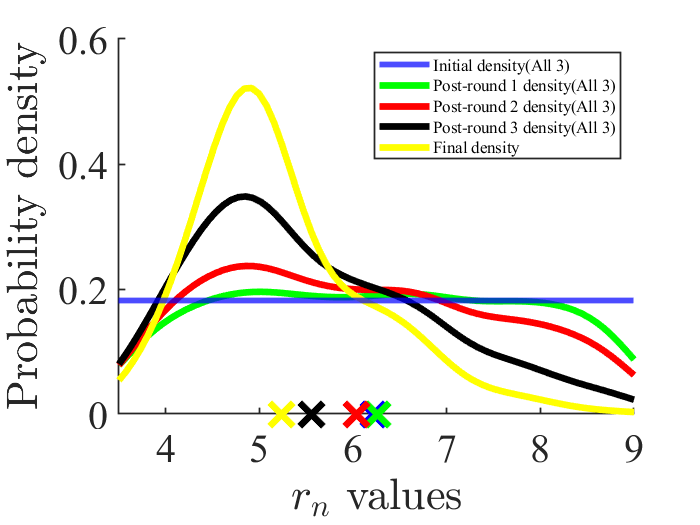 Probability density
0.6
0.4
0.2
0
Initial density(All 3)
Post-round 1 density(All 3)
Post-round 2 density(All 3)
Post-round 3 density(All 3)
Final density
4 5 6 7 8 9
rₙ values